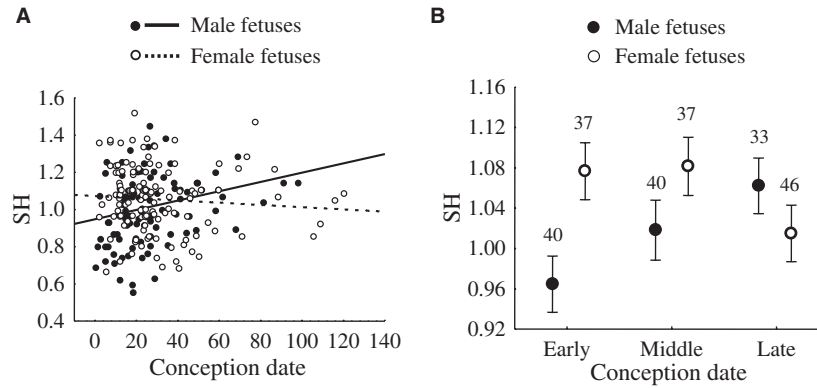 A
Male fetuses
Female fetuses
1.6
1.4
1.2
1.0
0.8
0.6
0.4
SH
0 20 40 60 80 100 120 140
Conception date
B
Male fetuses
Female fetuses
1.16
1.12
1.08
1.04
1.00
0.96
0.92
SH
40
37
40
37
33
46
Early Middle Late
Conception date